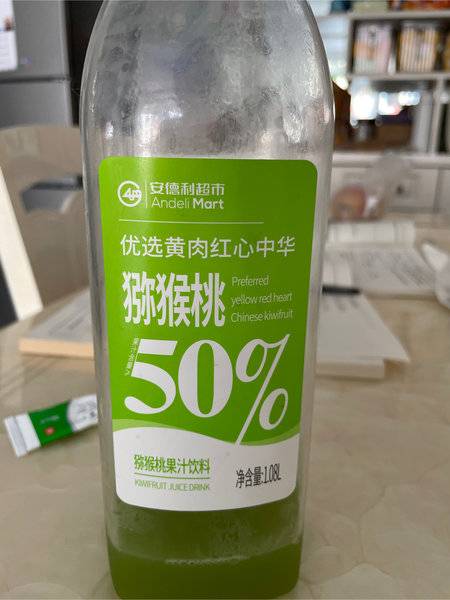 安德利超市
Andeli Mart
优选黄肉红心中华
猕猴桃
Preferred
yellow red heart
Chinese kiwifruit
50%
猕猴桃果汁饮料
KIWIFRUIT JUICE DRINK
净含量:1.08L